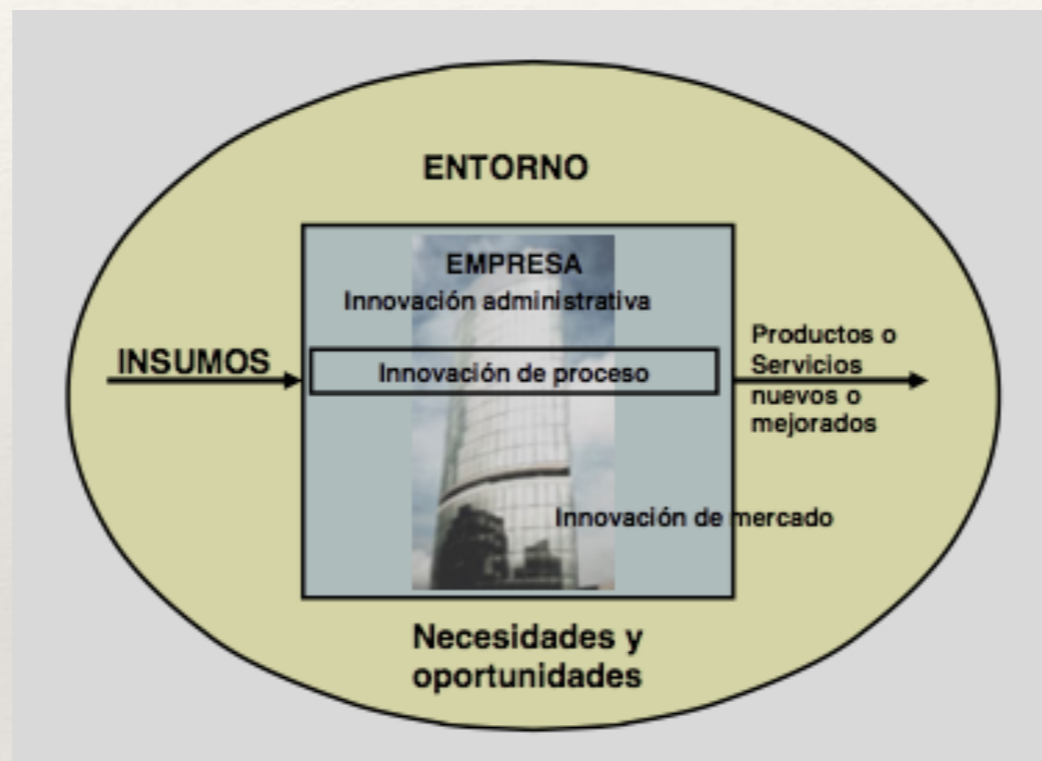 ENTORNO
EMPRESA
Innovación administrativa
INSUMOS
Innovación de proceso
Productos o
Servicios
nuevos o
mejorados
Innovación de mercado
Necesidades y
oportunidades